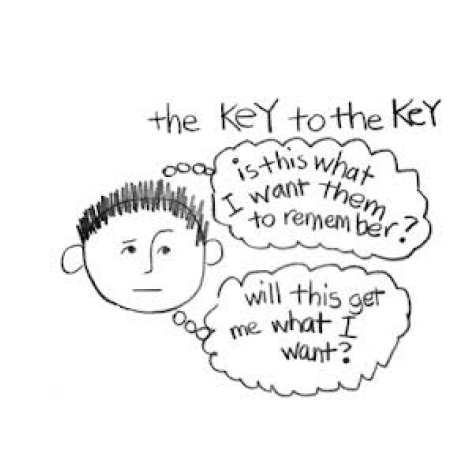 the KEY to the KEY
is this what
I want them
to remember?
will this get
me what I
want?